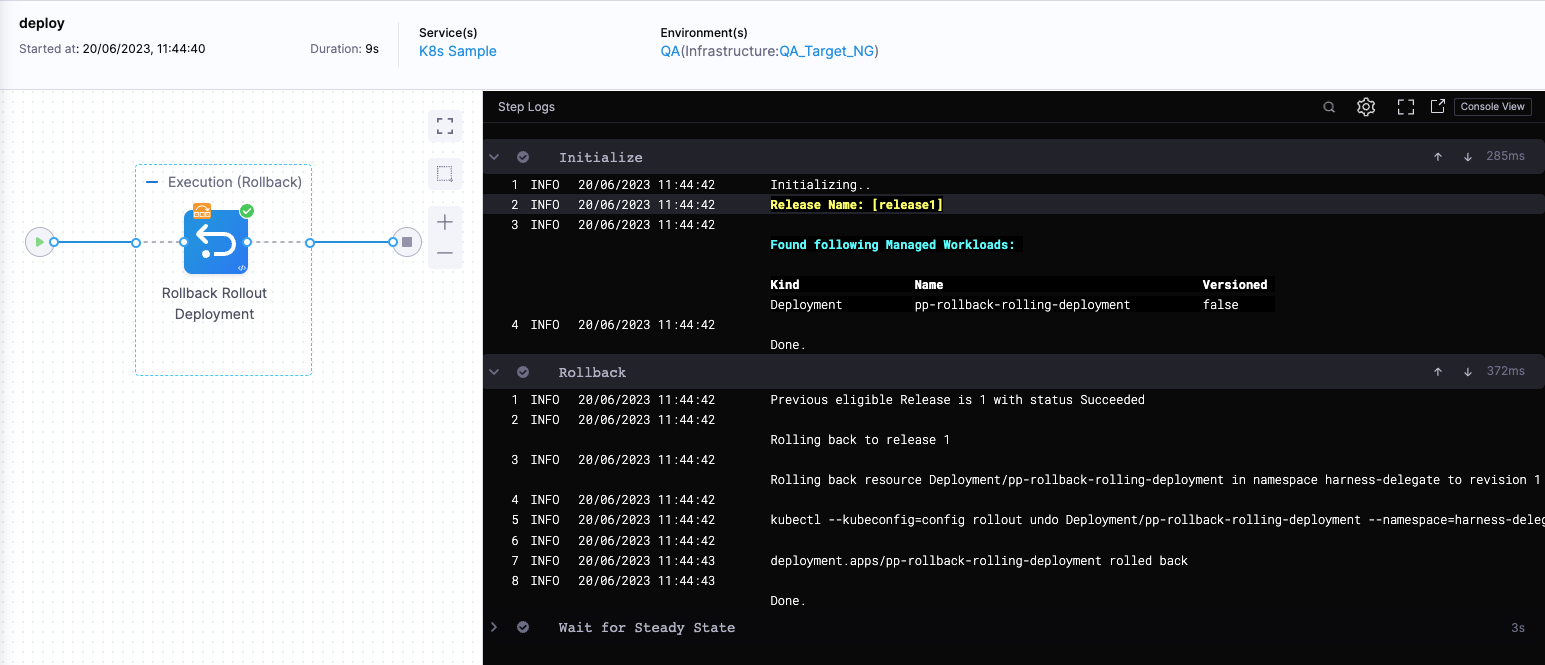 deploy
Started at: 20/06/2023, 11:44:40
Duration: 9s
Service(s)
K8s Sample
Environment(s)
QA(Infrastructure:QA_Target_NG)
Execution (Rollback)
Rollback Rollout
Deployment
Step Logs
Console View
Initialize
285ms
1 INFO 20/06/2023 11:44:42 Initializing..
2 INFO 20/06/2023 11:44:42 Release Name: [release1]
3 INFO 20/06/2023 11:44:42
Found following Managed Workloads:
Kind Name Versioned
Deployment pp-rollback-rolling-deployment false
4 INFO 20/06/2023 11:44:42
Done.
Rollback
372ms
1 INFO 20/06/2023 11:44:42 Previous eligible Release is 1 with status Succeeded
2 INFO 20/06/2023 11:44:42
Rolling back to release 1
3 INFO 20/06/2023 11:44:42
Rolling back resource Deployment/pp-rollback-rolling-deployment in namespace harness-delegate to revision 1
4 INFO 20/06/2023 11:44:42
5 INFO 20/06/2023 11:44:42 kubectl --kubeconfig=config rollout undo Deployment/pp-rollback-rolling-deployment --namespace=harness-deleg
6 INFO 20/06/2023 11:44:42
7 INFO 20/06/2023 11:44:43 deployment.apps/pp-rollback-rolling-deployment rolled back
8 INFO 20/06/2023 11:44:43
Done.
Wait for Steady State
3s